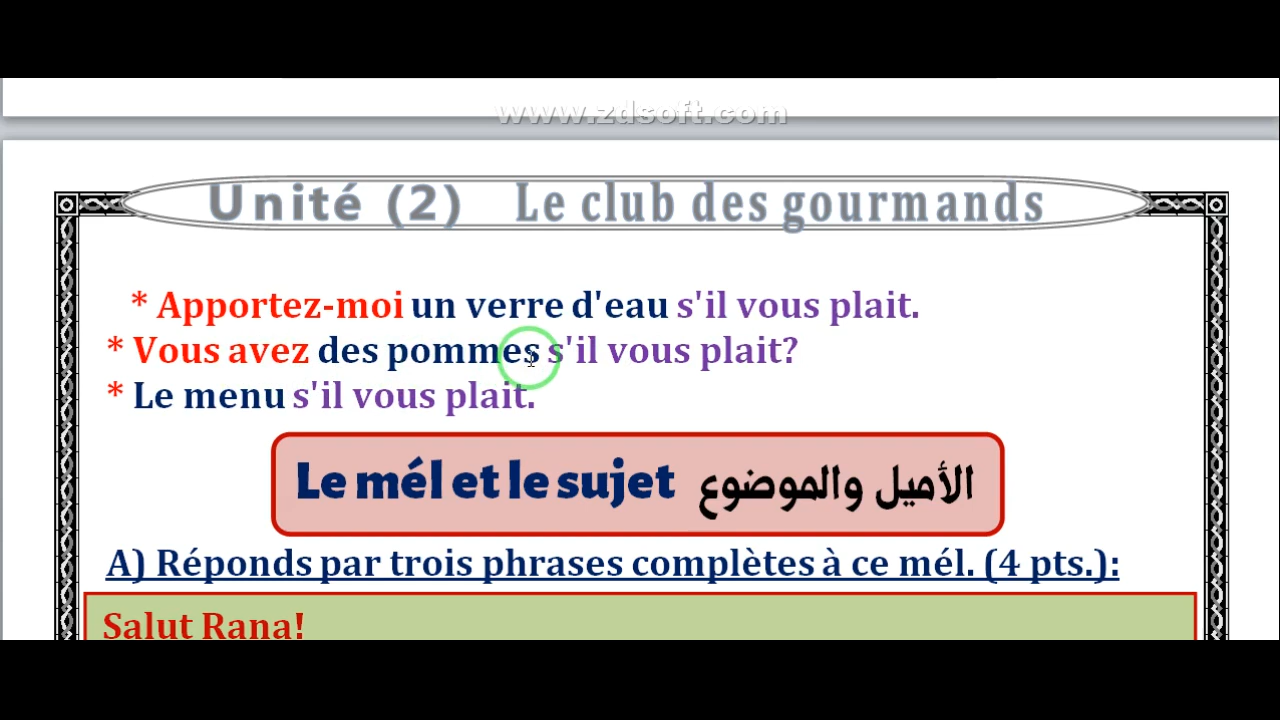 www.zdsoft.com
Unité (2) Le club des gourmands
* Apportez-moi un verre d'eau s'il vous plait.
* Vous avez des pommes s'il vous plait?
* Le menu s'il vous plait.
Le mél et le sujet الأميل والموضوع
A) Réponds par trois phrases complètes à ce mél. (4 pts.):
Salut Rana!